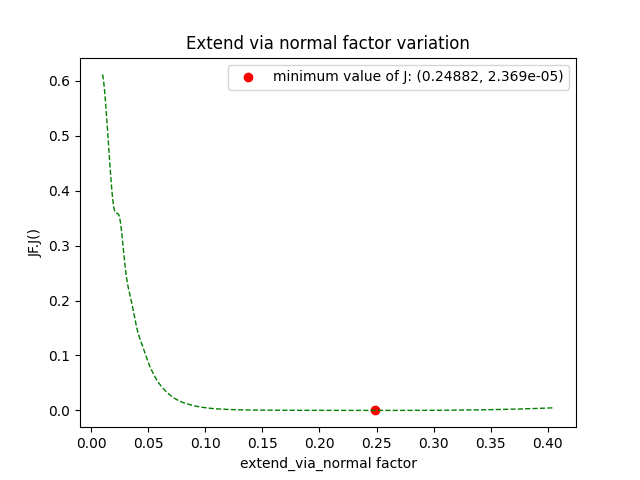 Extend via normal factor variation
minimum value of J: (0.24882, 2.369e-05)
JF.J()
0.6
0.5
0.4
0.3
0.2
0.1
0.0
0.00 0.05 0.10 0.15 0.20 0.25 0.30 0.35 0.40
extend_via_normal factor